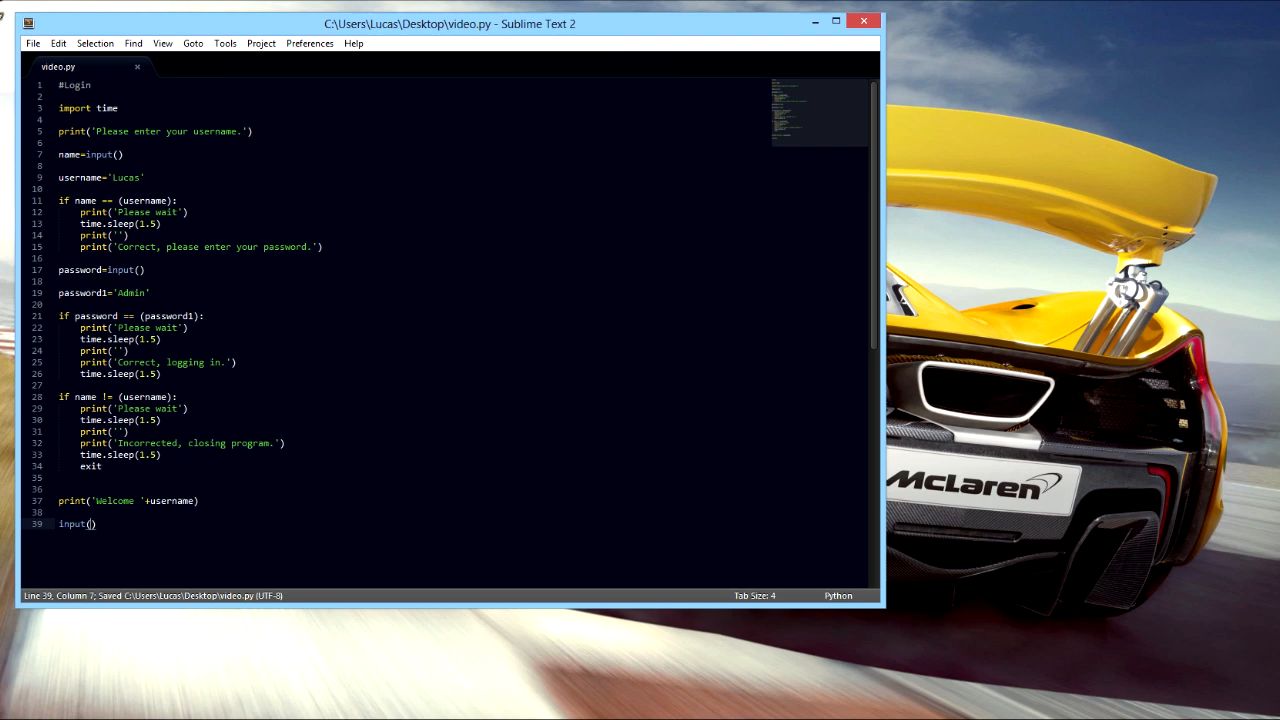 C:\Users\Lucas\Desktop\video.py - Sublime Text 2
File Edit Selection Find View Goto Tools Project Preferences Help
video.py
1 #Login
2
3 import time
4
5 print('Please enter your username.')
6
7 name=input()
8
9 username='Lucas'
10
11 if name == (username):
12 print('Please wait')
13 time.sleep(1.5)
14 print('')
15 print('Correct, please enter your password.')
16
17 password=input()
18
19 password1='Admin'
20
21 if password == (password1):
22 print('Please wait')
23 time.sleep(1.5)
24 print('')
25 print('Correct, logging in.')
26 time.sleep(1.5)
27
28 if name != (username):
29 print('Please wait')
30 time.sleep(1.5)
31 print('')
32 print('Incorrected, closing program.')
33 time.sleep(1.5)
34 exit
35
36
37 print('Welcome '+username)
38
39 input()
Line 39, Column 7; Saved C:\Users\Lucas\Desktop\video.py (UTF-8) Tab Size: 4 Python
McLaren